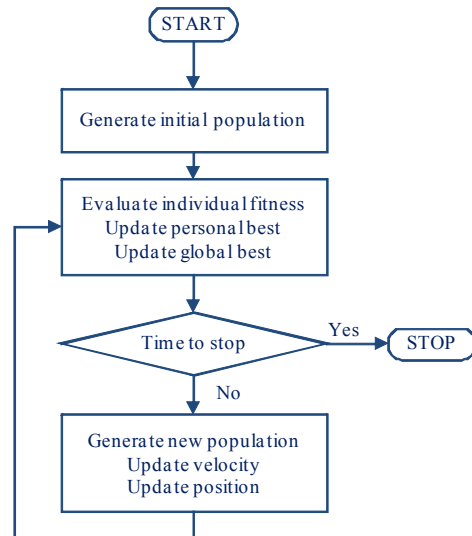 START
Generate initial population
Evaluate individual fitness
Update personal best
Update global best
Time to stop
Yes
STOP
No
Generate new population
Update velocity
Update position